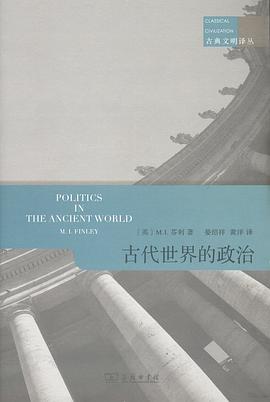 CLASSICAL
CIVILIZATION
古典文明译丛
POLITICS
IN
THE ANCIENT WORLD
M. I. FINLEY
〔英〕M.I. 芬利 著 晏绍祥 黄洋 译
古代世界的政治
商务印书馆